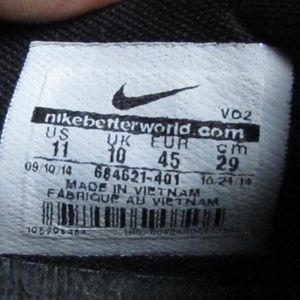 VO2
nikebetterworld.com
US UK EUR cm
11 10 45 29
09/10/14 684621-401 10/24/14
MADE IN VIETNAM
FABRIQUE AU VIETNAM